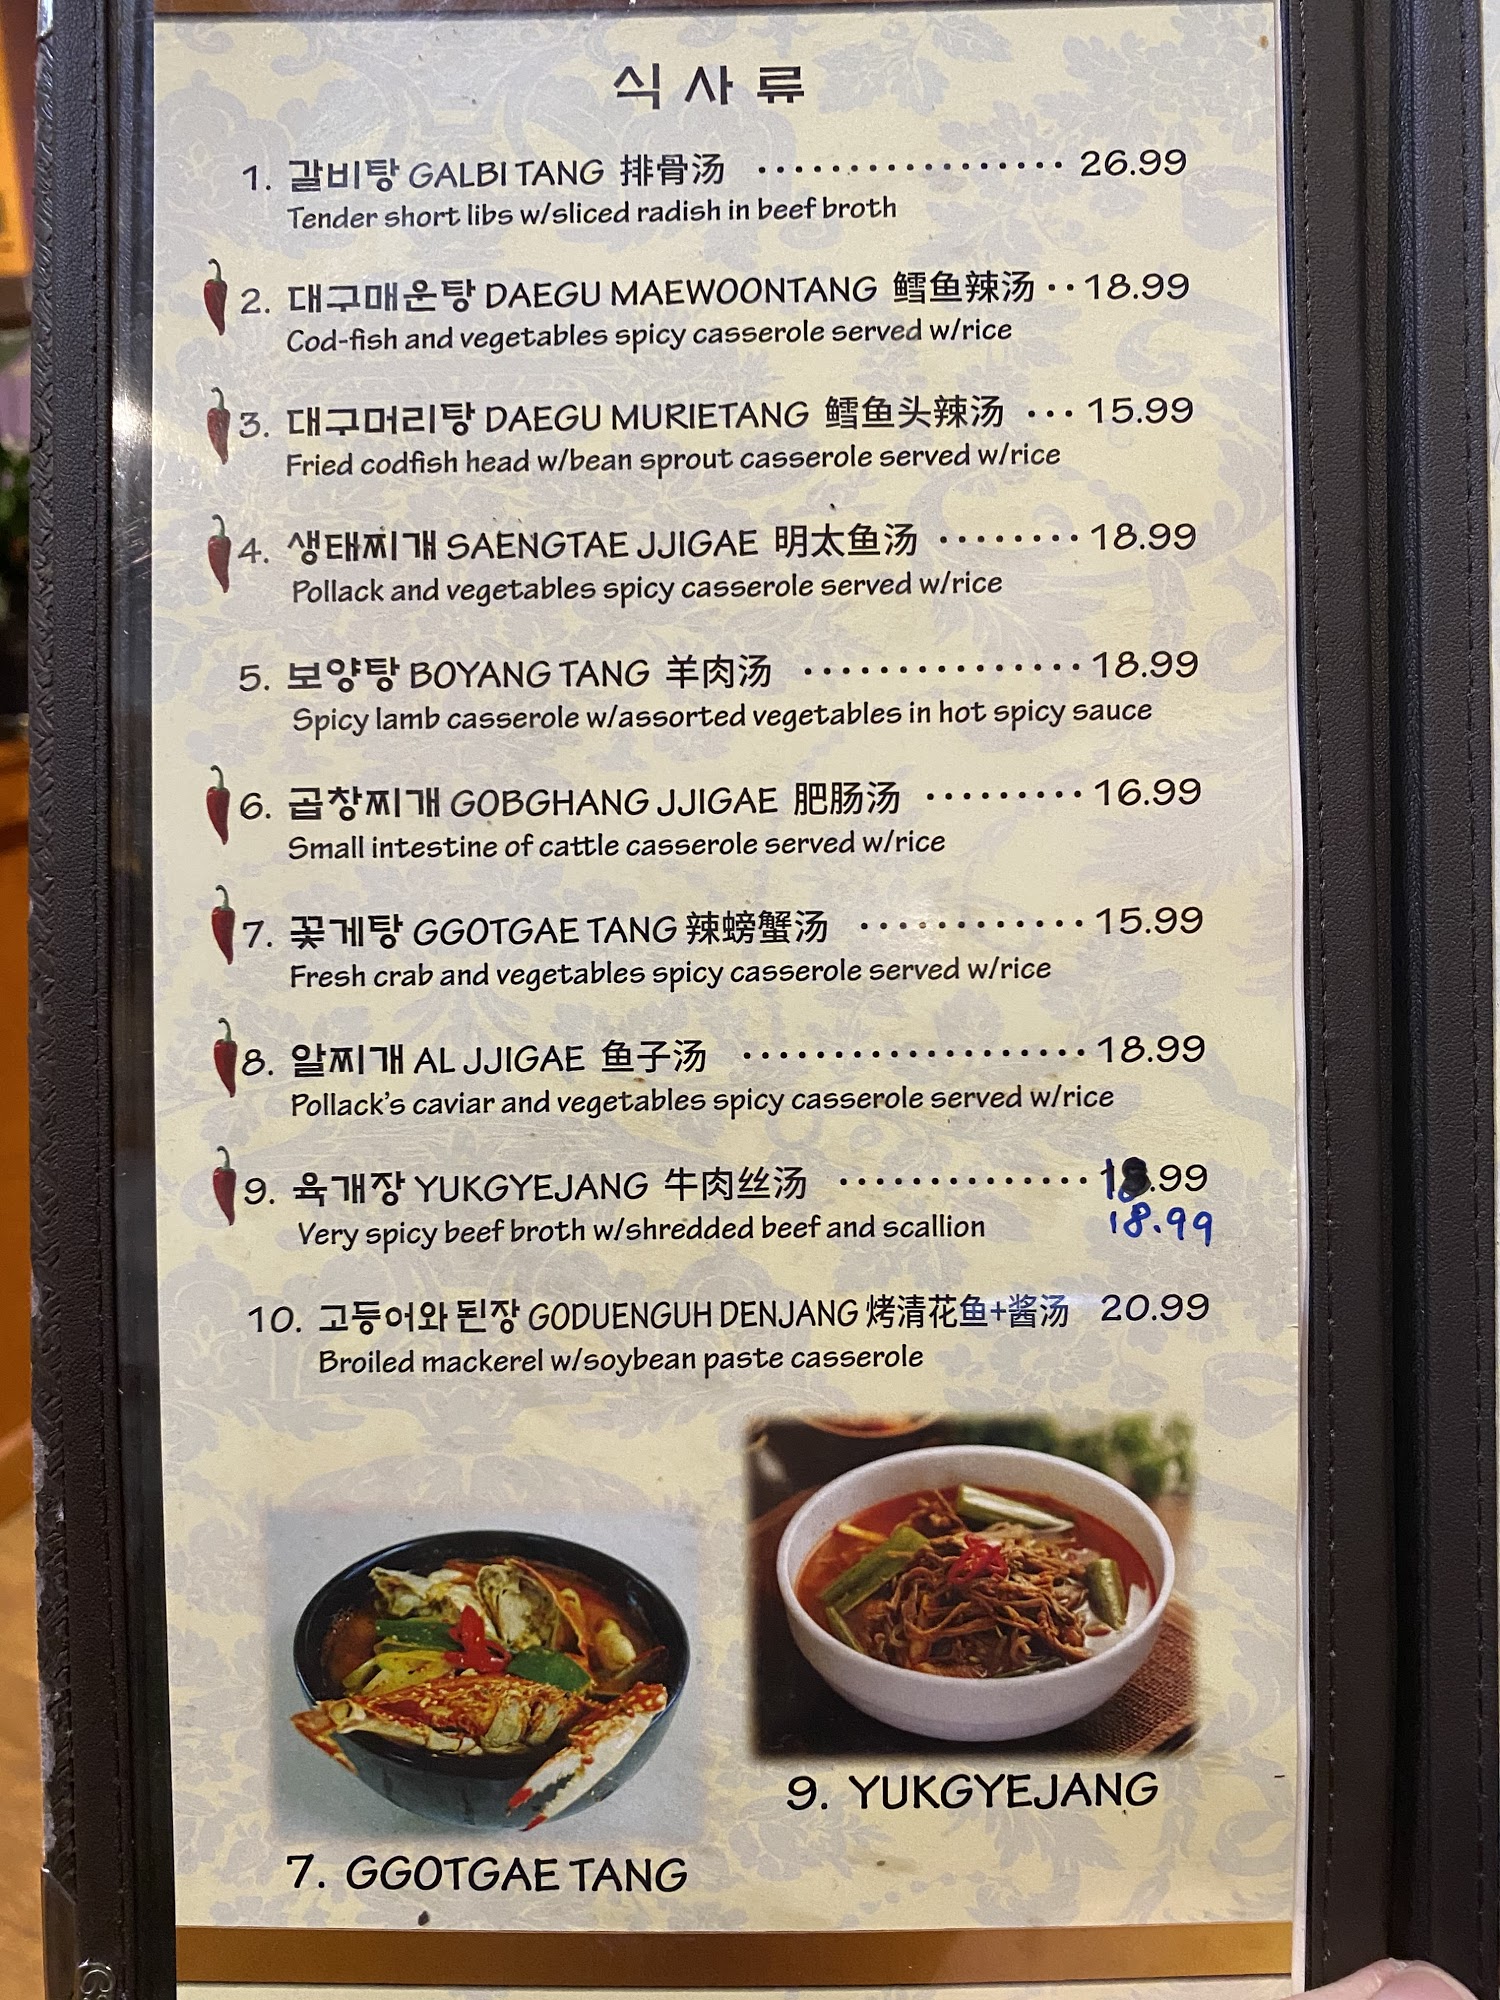 식사류
1. 갈비탕 GALBI TANG 排骨汤 ................. 26.99
Tender short libs w/sliced radish in beef broth
2. 대구매운탕 DAEGU MAEWOONTANG 鳕鱼辣汤 ..18.99
Cod-fish and vegetables spicy casserole served w/rice
3. 대구머리탕 DAEGU MURIETANG 鳕鱼头辣汤 ... 15.99
Fried codfish head w/bean sprout casserole served w/rice
4. 생태찌개 SAENGTAE JJIGAE 明太鱼汤 ........18.99
Pollack and vegetables spicy casserole served w/rice
5. 보양탕 BOYANG TANG 羊肉汤 ................18.99
Spicy lamb casserole w/assorted vegetables in hot spicy sauce
6. 곱창찌개 GOBGHANG JJIGAE 肥肠汤 .........16.99
Small intestine of cattle casserole served w/rice
7. 꽃게탕 GGOTGAE TANG 辣螃蟹汤 .............15.99
Fresh crab and vegetables spicy casserole served w/rice
8. 알찌개 AL JJIGAE 鱼子汤 ...................18.99
Pollack's caviar and vegetables spicy casserole served w/rice
9. 육개장 YUKGYEJANG 牛肉丝汤 ..............18.99
Very spicy beef broth w/shredded beef and scallion 18.99
10. 고등어와 된장 GODUENGUH DENJANG 烤清花鱼+酱汤 20.99
Broiled mackerel w/soybean paste casserole
9. YUKGYEJANG
7. GGOTGAE TANG